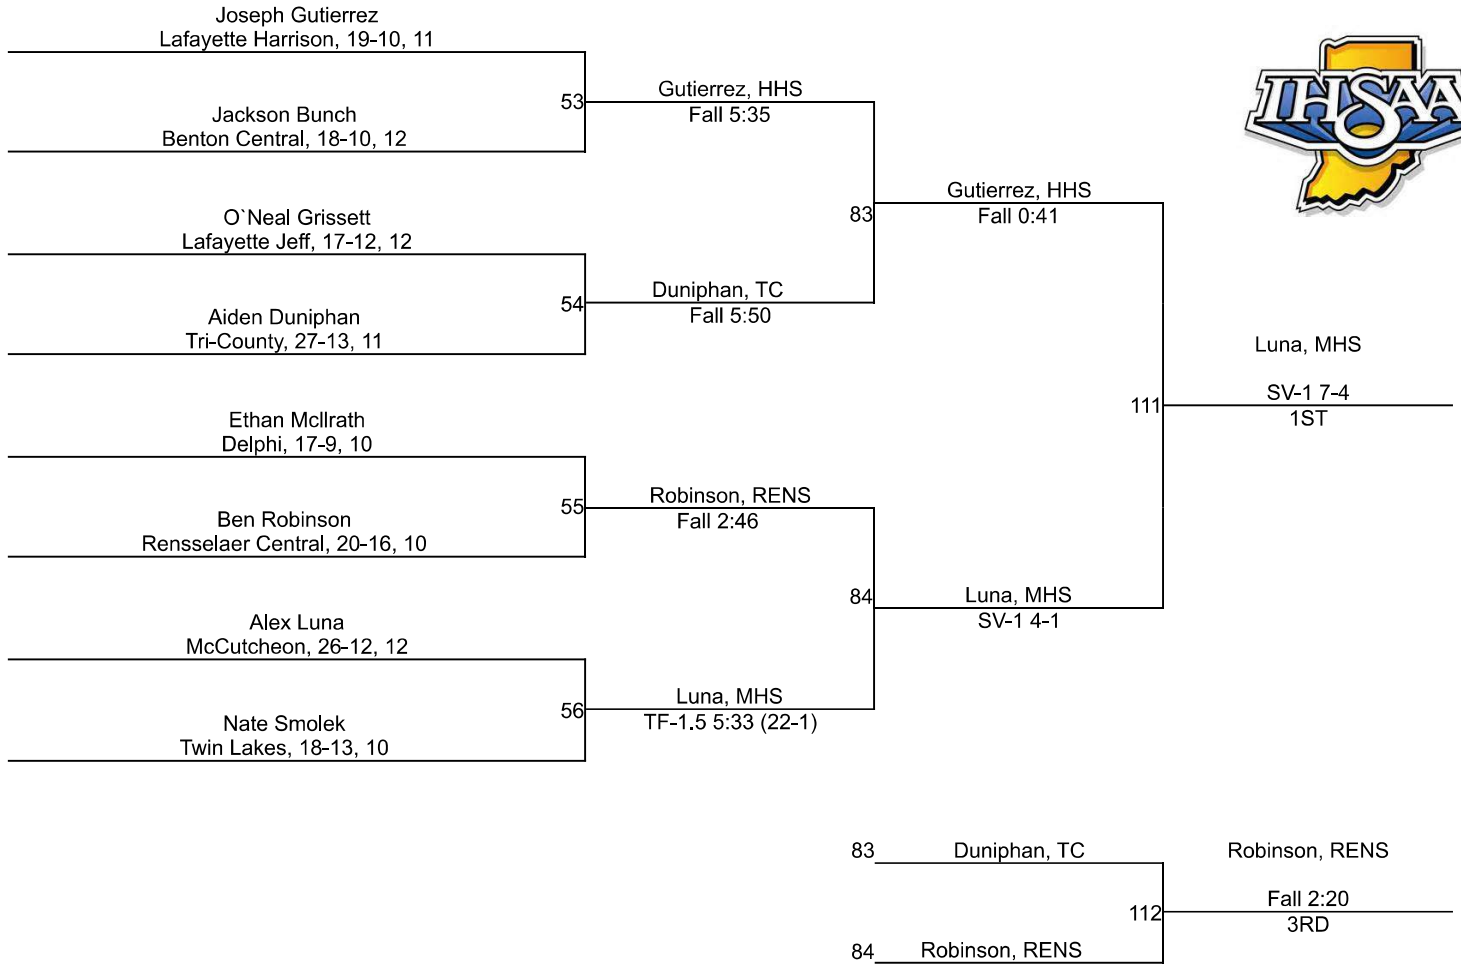 Joseph Gutierrez
Lafayette Harrison, 19-10, 11
53
Gutierrez, HHS
Fall 5:35
Jackson Bunch
Benton Central, 18-10, 12
IHSAA
83
Gutierrez, HHS
Fall 0:41
O`Neal Grissett
Lafayette Jeff, 17-12, 12
54
Duniphan, TC
Fall 5:50
Aiden Duniphan
Tri-County, 27-13, 11
111
Luna, MHS
SV-1 7-4
1ST
Ethan McIlrath
Delphi, 17-9, 10
55
Robinson, RENS
Fall 2:46
Ben Robinson
Rensselaer Central, 20-16, 10
84
Luna, MHS
SV-1 4-1
Alex Luna
McCutcheon, 26-12, 12
56
Luna, MHS
TF-1.5 5:33 (22-1)
Nate Smolek
Twin Lakes, 18-13, 10
83
Duniphan, TC
Robinson, RENS
112
Fall 2:20
3RD
84
Robinson, RENS